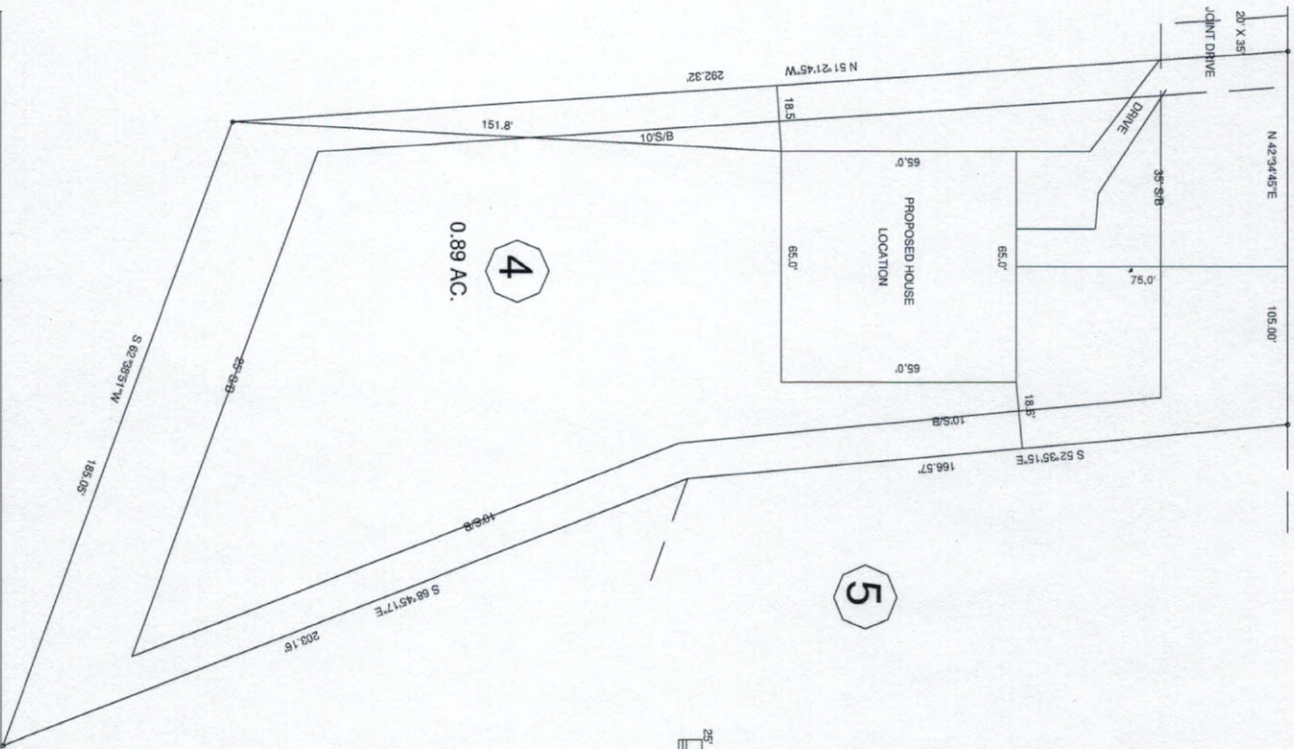 20' X 35'
JOINT DRIVE
N 42°34'45"E
105.00'
DRIVE
35' S/B
75.0'
N 51°21'45"W
292.32'
18.5
151.8'
10'S/B
65.0'
PROPOSED HOUSE
LOCATION
65.0'
65.0'
65.0'
18.6'
10'S/B
S 52°35'15"E
166.57'
4
0.89 AC.
5
25' S/B
10'S/B
S 68°45'17"E
203.16'
S 62°38'51"W
185.05'
25'